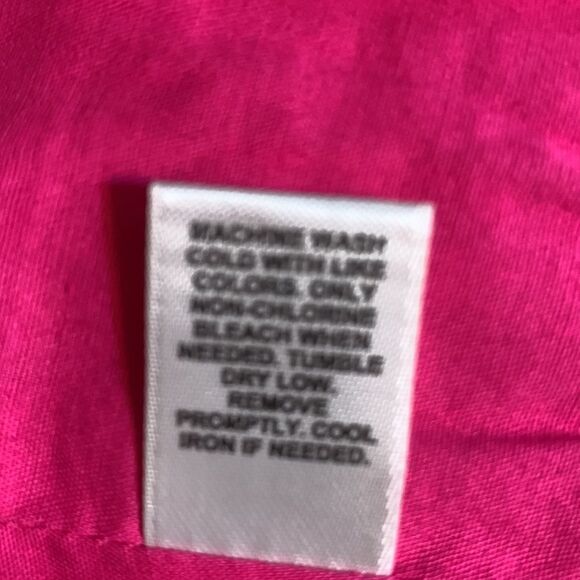 MACHINE WASH
COLD WITH LIKE
COLORS. ONLY
NON-CHLORINE
BLEACH WHEN
NEEDED. TUMBLE
DRY LOW.
REMOVE
PROMPTLY. COOL
IRON IF NEEDED.